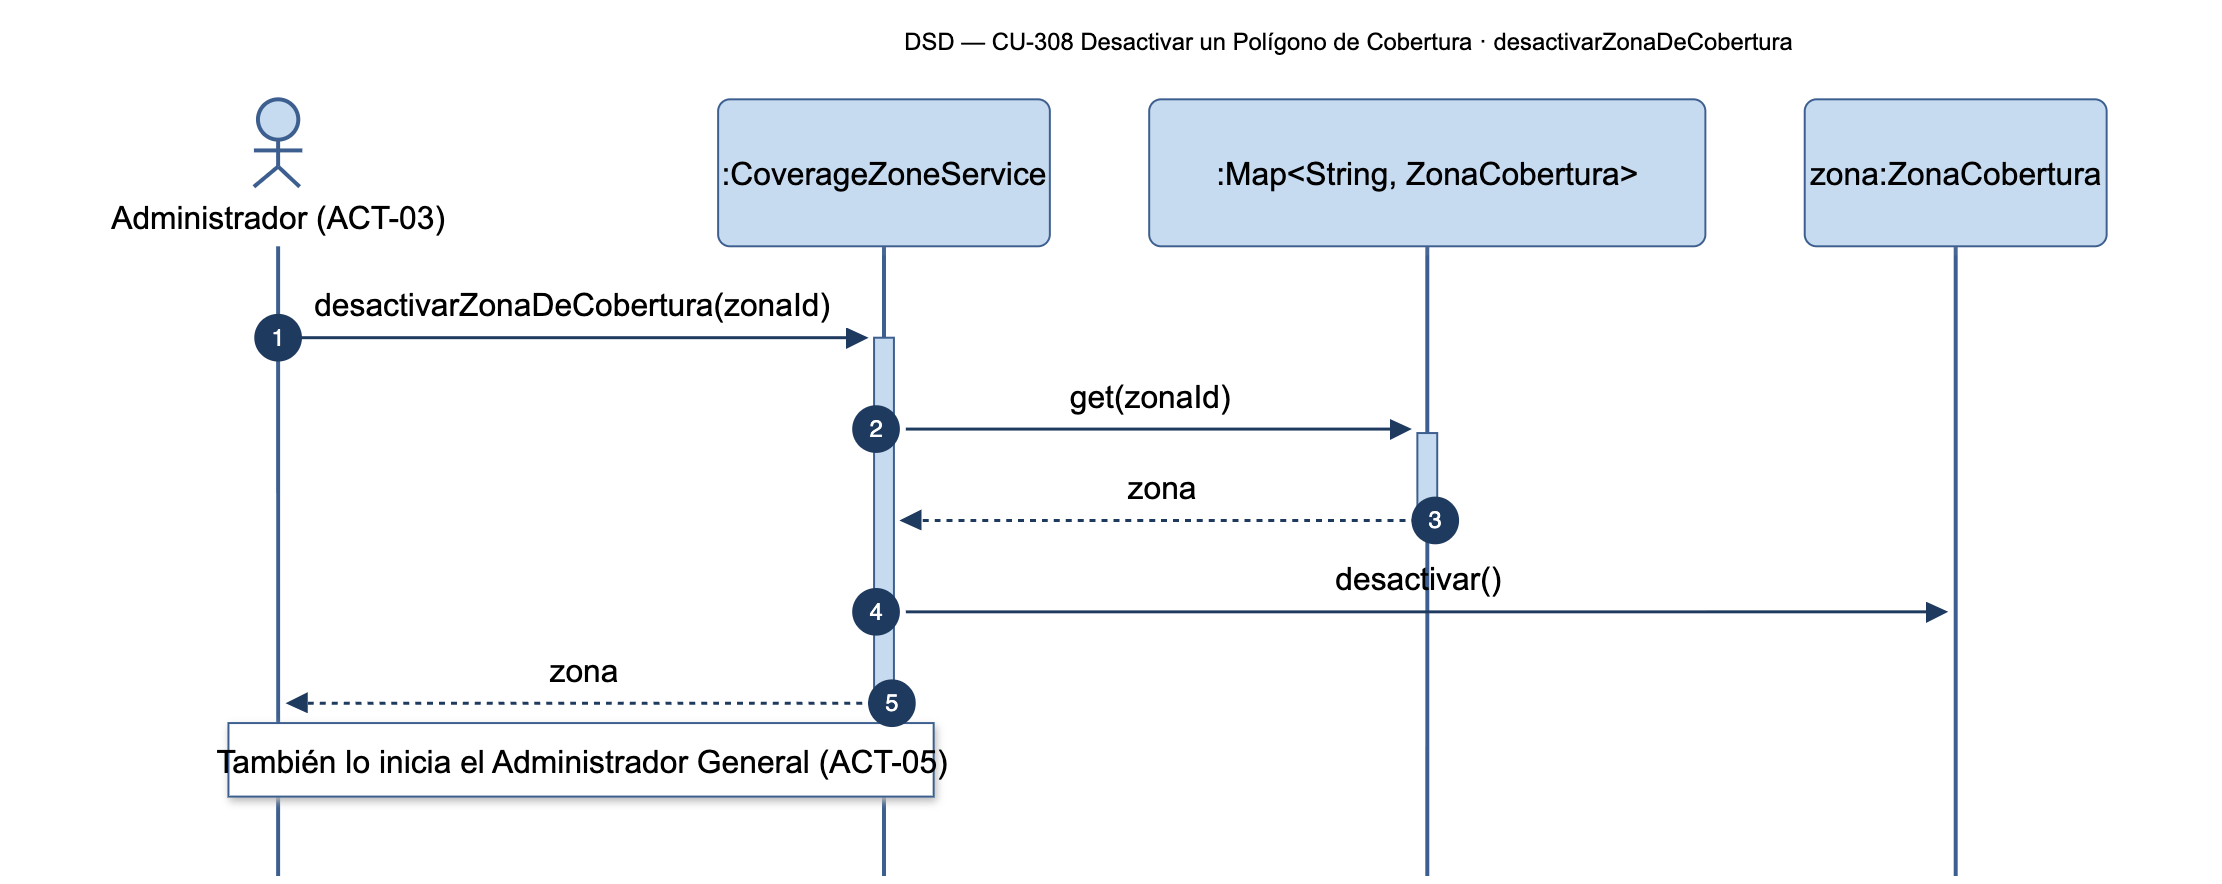 DSD — CU-308 Desactivar un Polígono de Cobertura · desactivarZonaDeCobertura
Administrador (ACT-03)
:CoverageZoneService
:Map<String, ZonaCobertura>
zona:ZonaCobertura
desactivarZonaDeCobertura(zonaId)
1
get(zonaId)
2
zona
3
desactivar()
4
zona
5
También lo inicia el Administrador General (ACT-05)